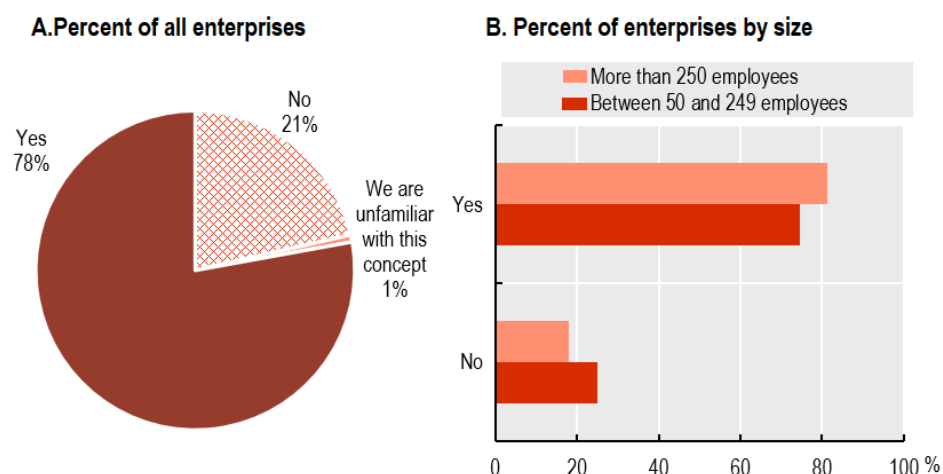 A.Percent of all enterprises
No
21%
Yes
78%
We are
unfamiliar
with this
concept
1%
B. Percent of enterprises by size
More than 250 employees
Between 50 and 249 employees
Yes
No
0 20 40 60 80 100 %